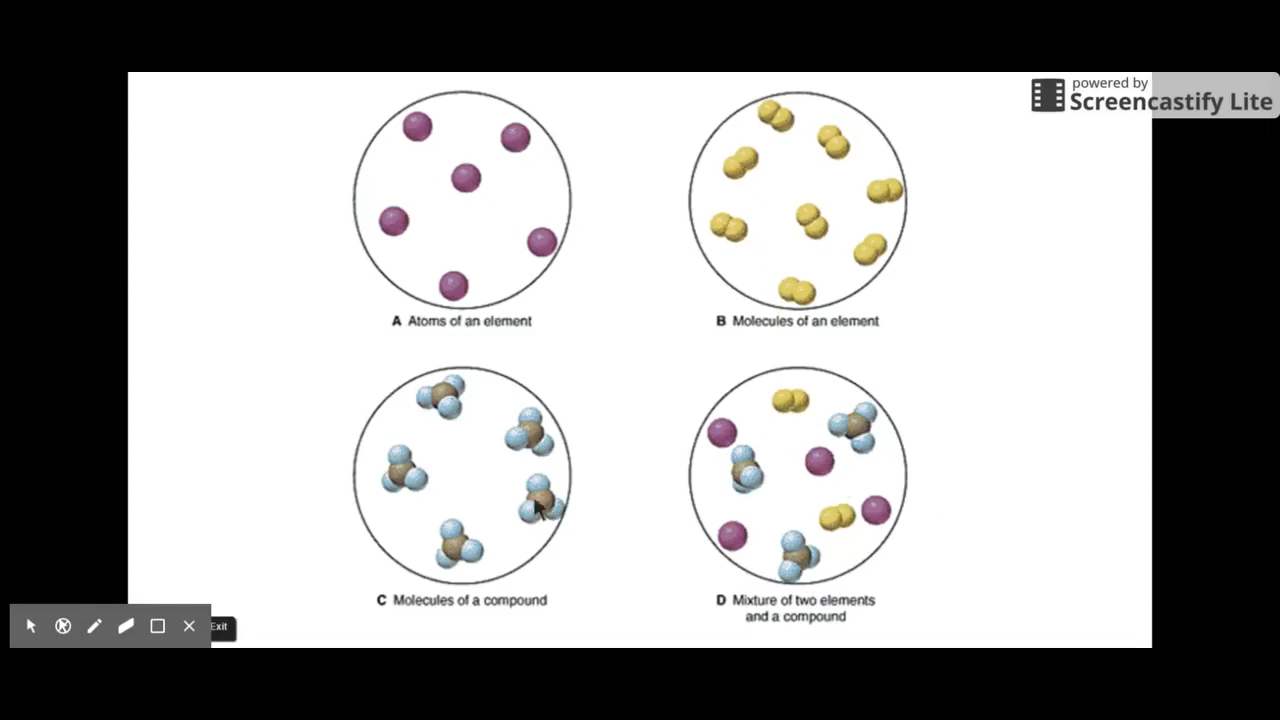 powered by
Screencastify Lite
A Atoms of an element
B Molecules of an element
C Molecules of a compound
D Mixture of two elements
and a compound
Exit